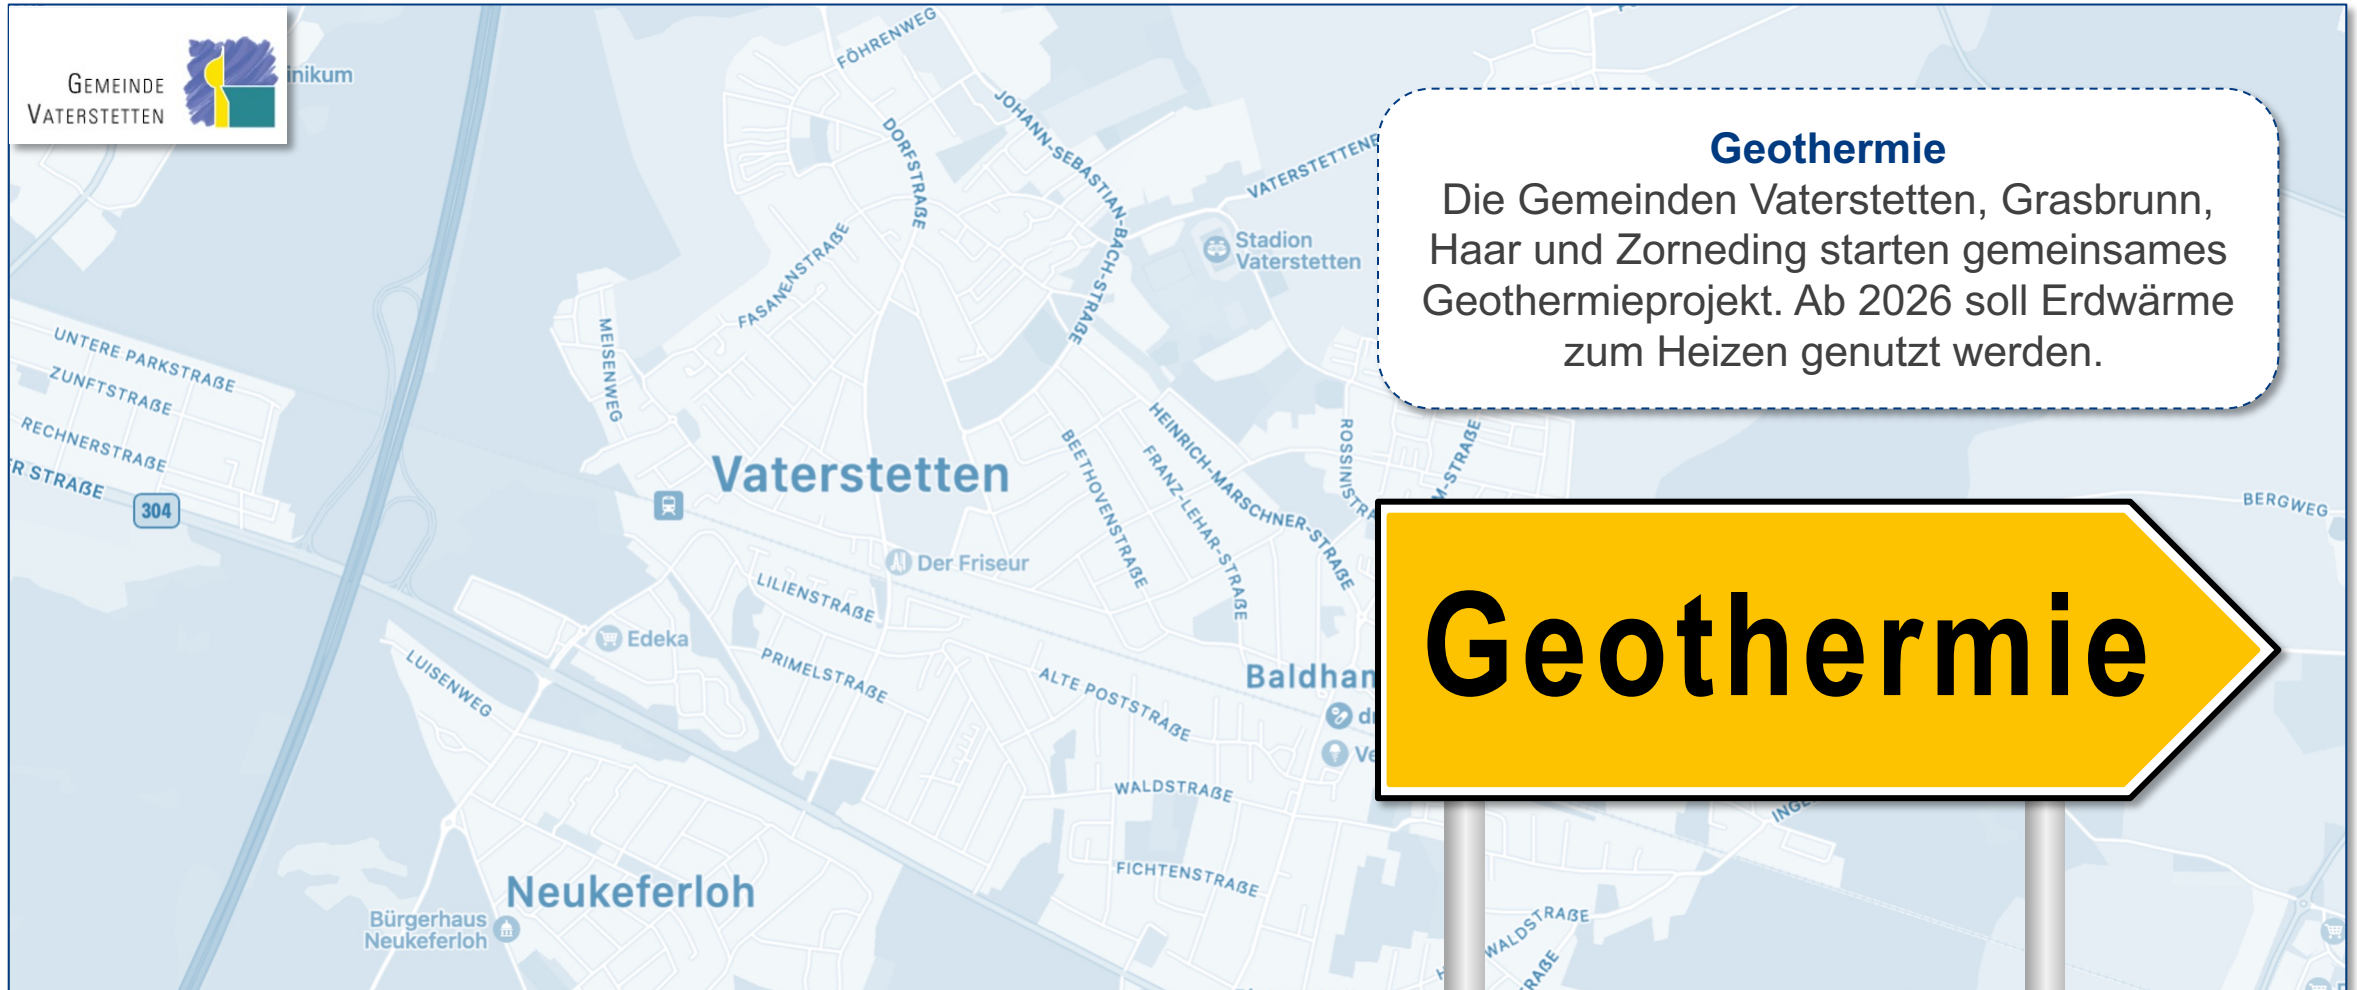 GEMEINDE
VATERSTETTEN
FÖHRENWEG
JOHANN-SEBASTIAN-BACH-STRAßE
DORFSTRAßE
Geothermie
Die Gemeinden Vaterstetten, Grasbrunn,
Haar und Zorneding starten gemeinsames
Geothermieprojekt. Ab 2026 soll Erdwärme
zum Heizen genutzt werden.
Stadion
Vaterstetten
FASANENSTRAßE
MEISENWEG
UNTERE PARKSTRAßE
ZUNFTSTRAßE
RECHNERSTRAßE
R STRAßE
304
Vaterstetten
BEETHOVENSTRAßE
HEINRICH-MARSCHNER-STRAßE
FRANZ-LEHAR-STRAßE
BERGWEG
Der Friseur
LILIENSTRAßE
Edeka
PRIMELSTRAßE
LUISENWEG
ALTE POSTSTRAßE
Geothermie
WALDSTRAßE
FICHTENSTRAßE
Neukeferloh
Bürgerhaus
Neukeferloh
WALDSTRAßE